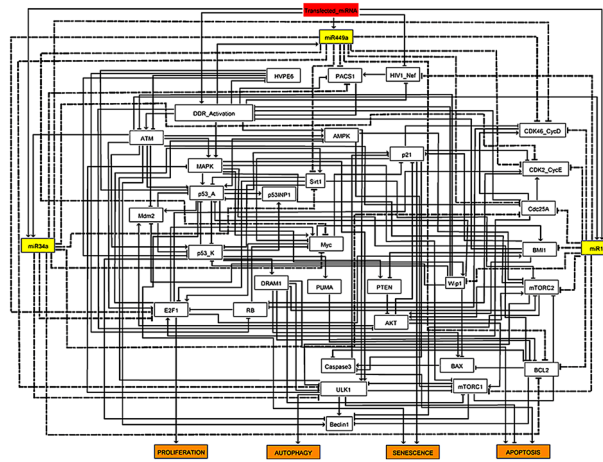 Transfected_miRNA
miR449a
HVPE6
PACS1
HIV1_Nef
DDR_Activation
ATM
AMPK
CDK46_CycD
MAPK
p21
CDK2_CycE
Sirt1
p53_A
p53INP1
Mdm2
Cdc25A
miR34a
Myc
BMI1
miR1
p53_K
DRAM1
PUMA
PTEN
Wip1
mTORC2
E2F1
RB
AKT
Caspase3
BAX
BCL2
ULK1
mTORC1
Beclin1
PROLIFERATION
AUTOPHAGY
SENESCENCE
APOPTOSIS